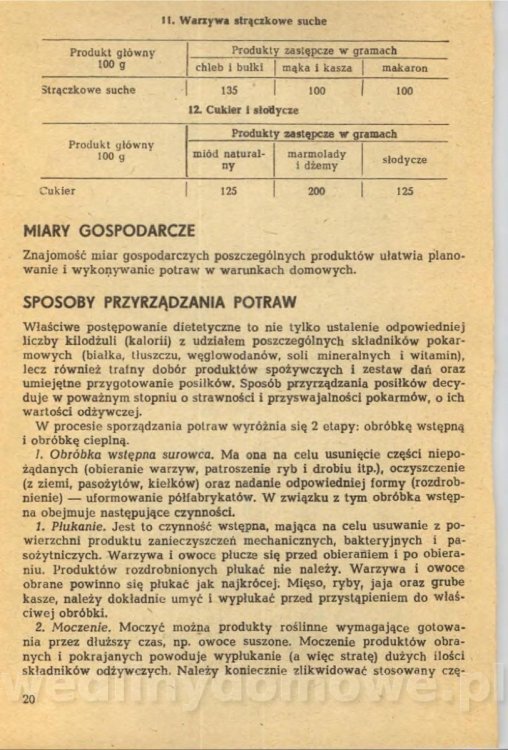 11. Warzywa strączkowe suche
Produkt główny
100 g
Produkty zastępcze w gramach
chleb i bułki
mąka i kasza
makaron
Strączkowe suche
135
100
100
12. Cukier i słodycze
Produkt główny
100 g
Produkty zastępcze w gramach
miód natural-
ny
marmolady
i dżemy
słodycze
Cukier
125
200
125
MIARY GOSPODARCZE
Znajomość miar gospodarczych poszczególnych produktów ułatwia plano-
wanie i wykonywanie potraw w warunkach domowych.
SPOSOBY PRZYRZĄDZANIA POTRAW
Właściwe postępowanie dietetyczne to nie tylko ustalenie odpowiedniej
liczby kilodżuli (kalorii) z udziałem poszczególnych składników pokar-
mowych (białka, tłuszczu, węglowodanów, soli mineralnych i witamin),
lecz również trafny dobór produktów spożywczych i zestaw dań oraz
umiejętne przygotowanie posiłków. Sposób przyrządzania posiłków decy-
duje w poważnym stopniu o strawności i przyswajalności pokarmów, o ich
wartości odżywczej.
W procesie sporządzania potraw wyróżnia się 2 etapy: obróbkę wstępną
i obróbkę cieplną.
I. Obróbka wstępna surowca. Ma ona na celu usunięcie części niepo-
żądanych (obieranie warzyw, patroszenie ryb i drobiu itp.), oczyszczenie
(z ziemi, pasożytów, kiełków) oraz nadanie odpowiedniej formy (rozdrob-
nienie) — uformowanie półfabrykatów. W związku z tym obróbka wstęp-
na obejmuje następujące czynności.
1. Płukanie. Jest to czynność wstępna, mająca na celu usuwanie z po-
wierzchni produktu zanieczyszczeń mechanicznych, bakteryjnych i pa-
sożytniczych. Warzywa i owoce płucze się przed obieraniem i po obiera-
niu. Produktów rozdrobnionych płukać nie należy. Warzywa i owoce
obrane powinno się płukać jak najkrócej. Mięso, ryby, jaja oraz grube
kasze, należy dokładnie umyć i wypłukać przed przystąpieniem do właś-
ciwej obróbki.
2. Moczenie. Moczyć można produkty roślinne wymagające gotowa-
nia przez dłuższy czas, np. owoce suszone. Moczenie produktów obra-
nych i pokrajanych powoduje wypłukanie (a więc stratę) dużych ilości
składników odżywczych. Należy koniecznie zlikwidować stosowany czę-
wedlinydomowe.pl
20